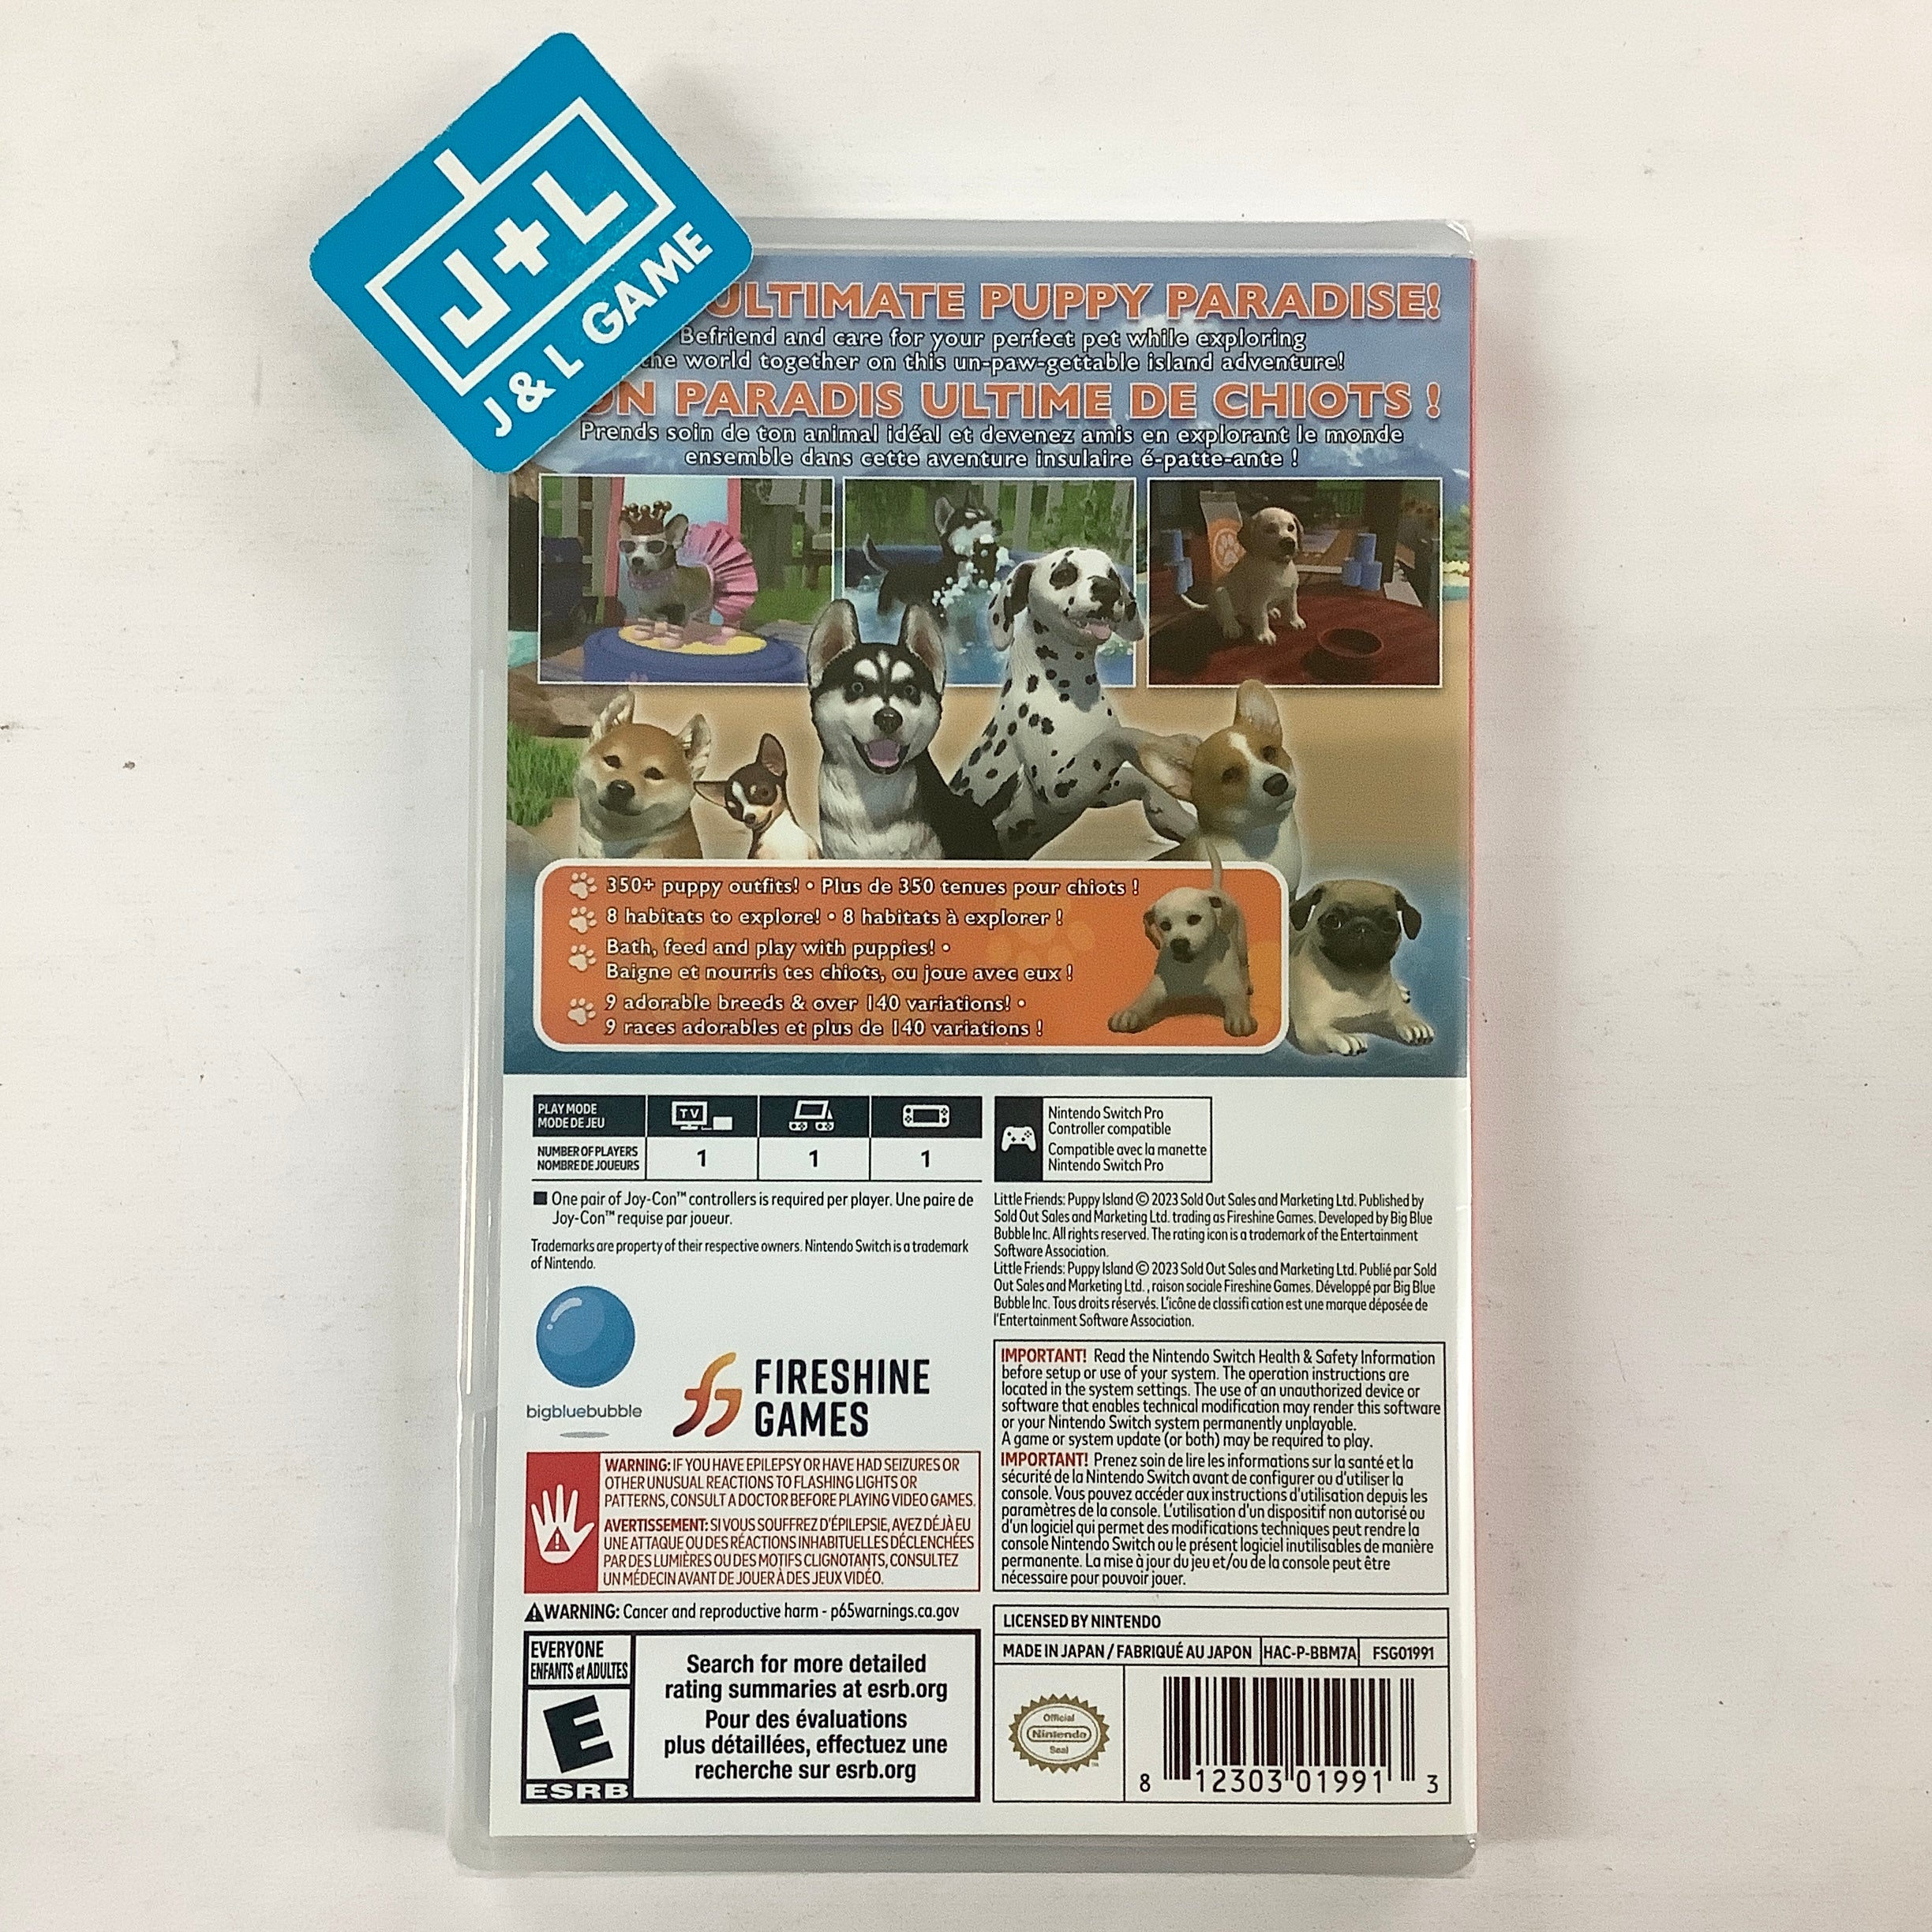 J+L
J & L GAME
ULTIMATE PUPPY PARADISE!
Befriend and care for your perfect pet while exploring
the world together on this un-paw-gettable island adventure!
PARADIS ULTIME DE CHIOTS !
Prends soin de ton animal idéal et devenez amis en explorant le monde
ensemble dans cette aventure insulaire é-patte-ante !
350+ puppy outfits! • Plus de 350 tenues pour chiots !
8 habitats to explore! • 8 habitats à explorer !
Bath, feed and play with puppies! •
Baigne et nourris tes chiots, ou joue avec eux !
9 adorable breeds & over 140 variations! •
9 races adorables et plus de 140 variations !
PLAY MODE
MODE DE JEU
TV
NUMBER OF PLAYERS
NOMBRE DE JOUEURS
1 1 1
Nintendo Switch Pro
Controller compatible
Compatible avec la manette
Nintendo Switch Pro
One pair of Joy-Con™ controllers is required per player. Une paire de
Joy-Con™ requise par joueur.
Trademarks are property of their respective owners. Nintendo Switch is a trademark
of Nintendo.
Little Friends: Puppy Island © 2023 Sold Out Sales and Marketing Ltd. Published by
Sold Out Sales and Marketing Ltd. trading as Fireshine Games. Developed by Big Blue
Bubble Inc. All rights reserved. The rating icon is a trademark of the Entertainment
Software Association.
Little Friends: Puppy Island © 2023 Sold Out Sales and Marketing Ltd. Publié par Sold
Out Sales and Marketing Ltd., raison sociale Fireshine Games. Développé par Big Blue
Bubble Inc. Tous droits réservés. L'icône de classifi cation est une marque déposée de
l'Entertainment Software Association.
bigbluebubble
FIRESHINE
GAMES
IMPORTANT! Read the Nintendo Switch Health & Safety Information
before setup or use of your system. The operation instructions are
located in the system settings. The use of an unauthorized device or
software that enables technical modification may render this software
or your Nintendo Switch system permanently unplayable.
A game or system update (or both) may be required to play.
IMPORTANT! Prenez soin de lire les informations sur la santé et la
sécurité de la Nintendo Switch avant de configurer ou d'utiliser la
console. Vous pouvez accéder aux instructions d'utilisation depuis les
paramètres de la console. L'utilisation d'un dispositif non autorisé ou
d'un logiciel qui permet des modifications techniques peut rendre la
console Nintendo Switch ou le présent logiciel inutilisables de manière
permanente. La mise à jour du jeu et/ou de la console peut être
nécessaire pour pouvoir jouer.
WARNING: IF YOU HAVE EPILEPSY OR HAVE HAD SEIZURES OR
OTHER UNUSUAL REACTIONS TO FLASHING LIGHTS OR
PATTERNS, CONSULT A DOCTOR BEFORE PLAYING VIDEO GAMES.
AVERTISSEMENT: SI VOUS SOUFFREZ D'ÉPILEPSIE, AVEZ DÉJÀ EU
UNE ATTAQUE OU DES RÉACTIONS INHABITUELLES DÉCLENCHÉES
PAR DES LUMIÈRES OU DES MOTIFS CLIGNOTANTS, CONSULTEZ
UN MÉDECIN AVANT DE JOUER À DES JEUX VIDÉO.
WARNING: Cancer and reproductive harm - p65warnings.ca.gov
EVERYONE
ENFANTS et ADULTES
E
ESRB
Search for more detailed
rating summaries at esrb.org
Pour des évaluations
plus détaillées, effectuez une
recherche sur esrb.org
LICENSED BY NINTENDO
MADE IN JAPAN / FABRIQUÉ AU JAPON HAC-P-BBM7A FSG01991
Official
Nintendo
Seal
8 12303 01991 3